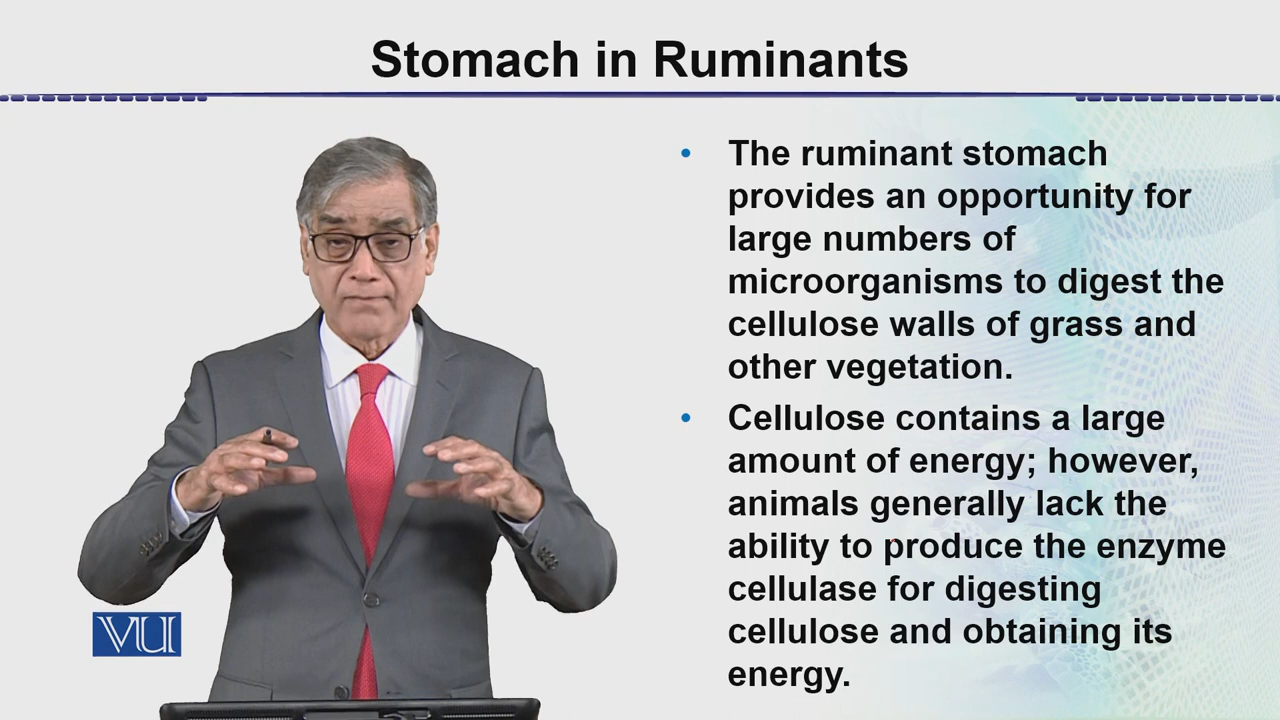 Stomach in Ruminants
• The ruminant stomach
provides an opportunity for
large numbers of
microorganisms to digest the
cellulose walls of grass and
other vegetation.
• Cellulose contains a large
amount of energy; however,
animals generally lack the
ability to produce the enzyme
cellulase for digesting
cellulose and obtaining its
energy.
VU